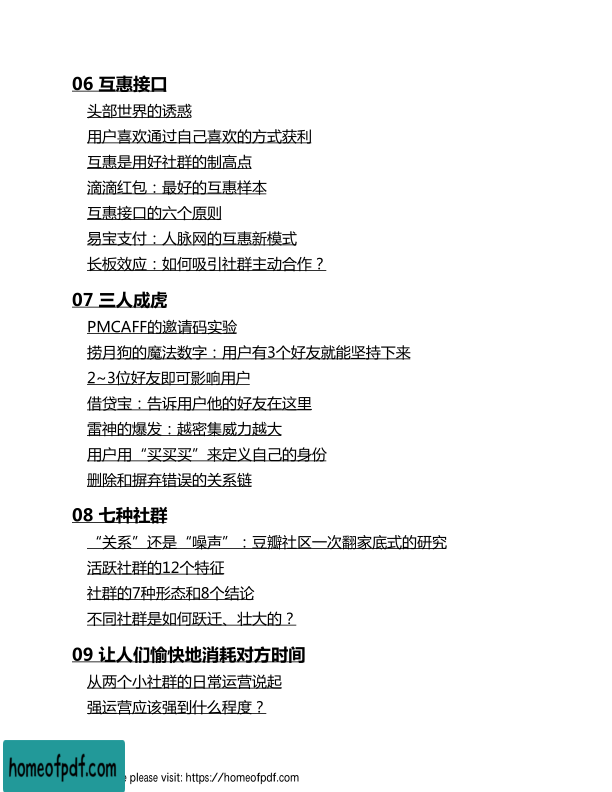 06 互惠接口
头部世界的诱惑
用户喜欢通过自己喜欢的方式获利
互惠是用好社群的制高点
滴滴红包：最好的互惠样本
互惠接口的六个原则
易宝支付：人脉网的互惠新模式
长板效应：如何吸引社群主动合作？
07 三人成虎
PMCAFF的邀请码实验
捞月狗的魔法数字：用户有3个好友就能坚持下来
2~3位好友即可影响用户
借贷宝：告诉用户他的好友在这里
雷神的爆发：越密集威力越大
用户用“买买买”来定义自己的身份
删除和摒弃错误的关系链
08 七种社群
“关系”还是“噪声”：豆瓣社区一次翻家底式的研究
活跃社群的12个特征
社群的7种形态和8个结论
不同社群是如何跃迁、壮大的？
09 让人们愉快地消耗对方时间
从两个小社群的日常运营说起
强运营应该强到什么程度？
homeofpdf.com
please visit: https://homeofpdf.com